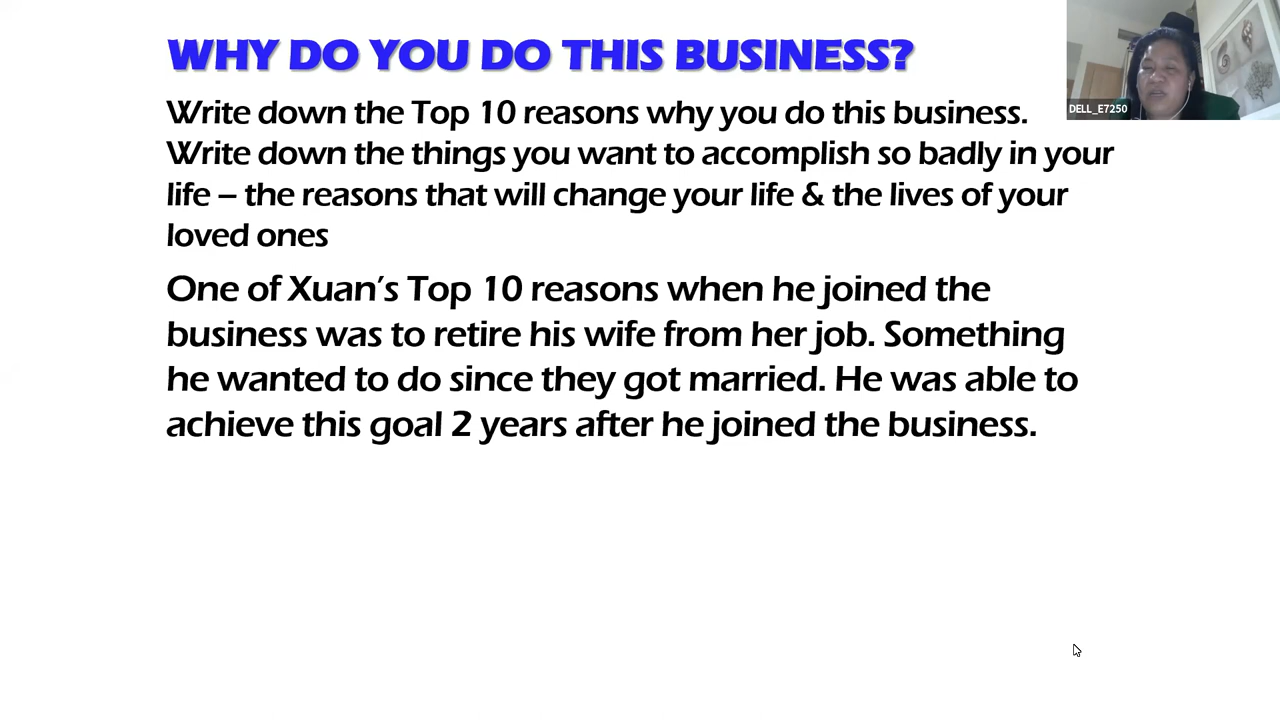 WHY DO YOU DO THIS BUSINESS?
DELL_E7250
Write down the Top 10 reasons why you do this business.
Write down the things you want to accomplish so badly in your
life – the reasons that will change your life & the lives of your
loved ones
One of Xuan's Top 10 reasons when he joined the
business was to retire his wife from her job. Something
he wanted to do since they got married. He was able to
achieve this goal 2 years after he joined the business.